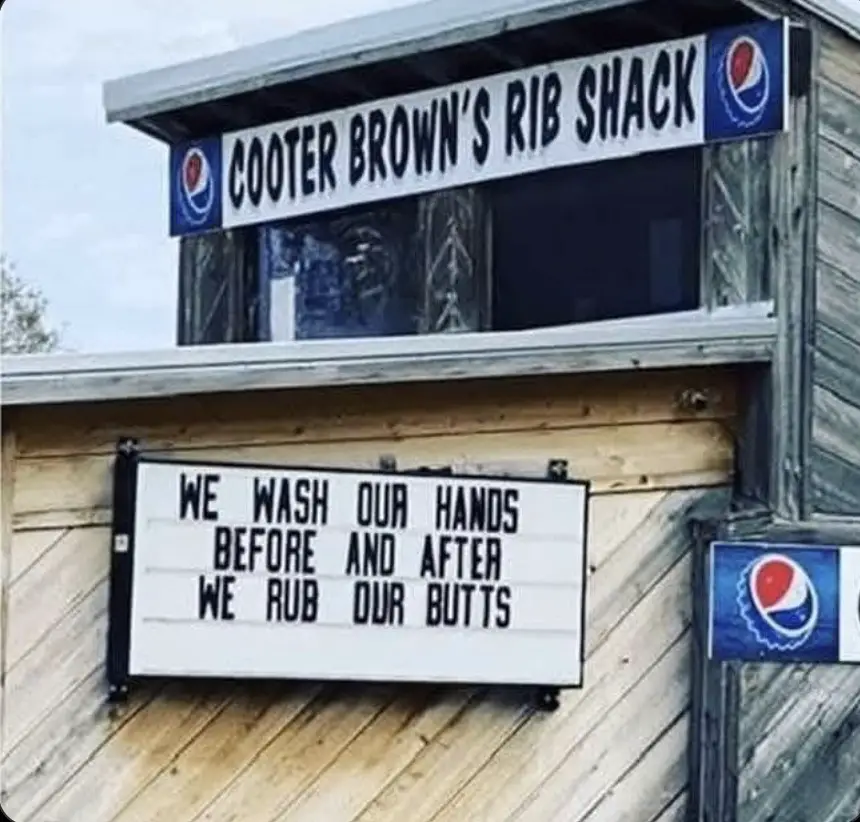 COOTER BROWN'S RIB SHACK
WE WASH OUR HANDS
BEFORE AND AFTER
WE RUB OUR BUTTS